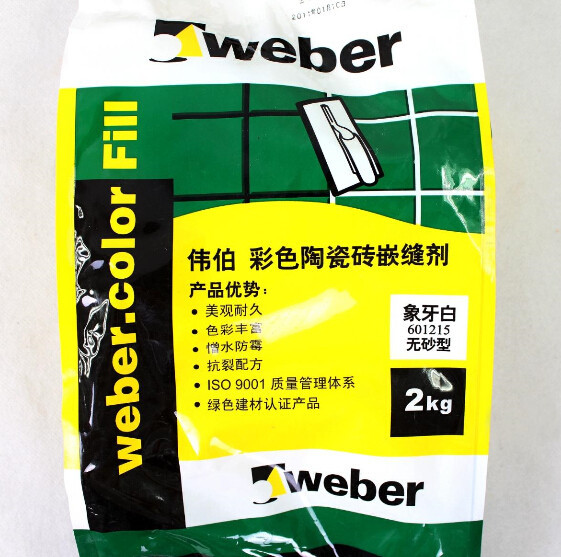 weber
weber.color Fill
伟伯 彩色陶瓷砖嵌缝剂
产品优势：
• 美观耐久
• 色彩丰富
• 憎水防霉
• 抗裂配方
• ISO 9001 质量管理体系
• 绿色建材认证产品
象牙白
601215
无砂型
2kg
weber